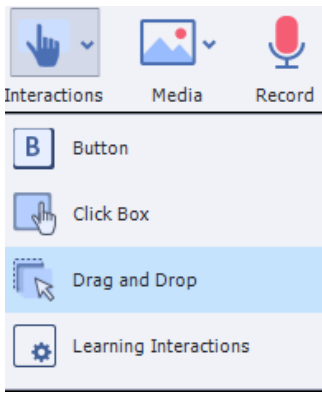 Interactions Media Record
B Button
Click Box
Drag and Drop
Learning Interactions